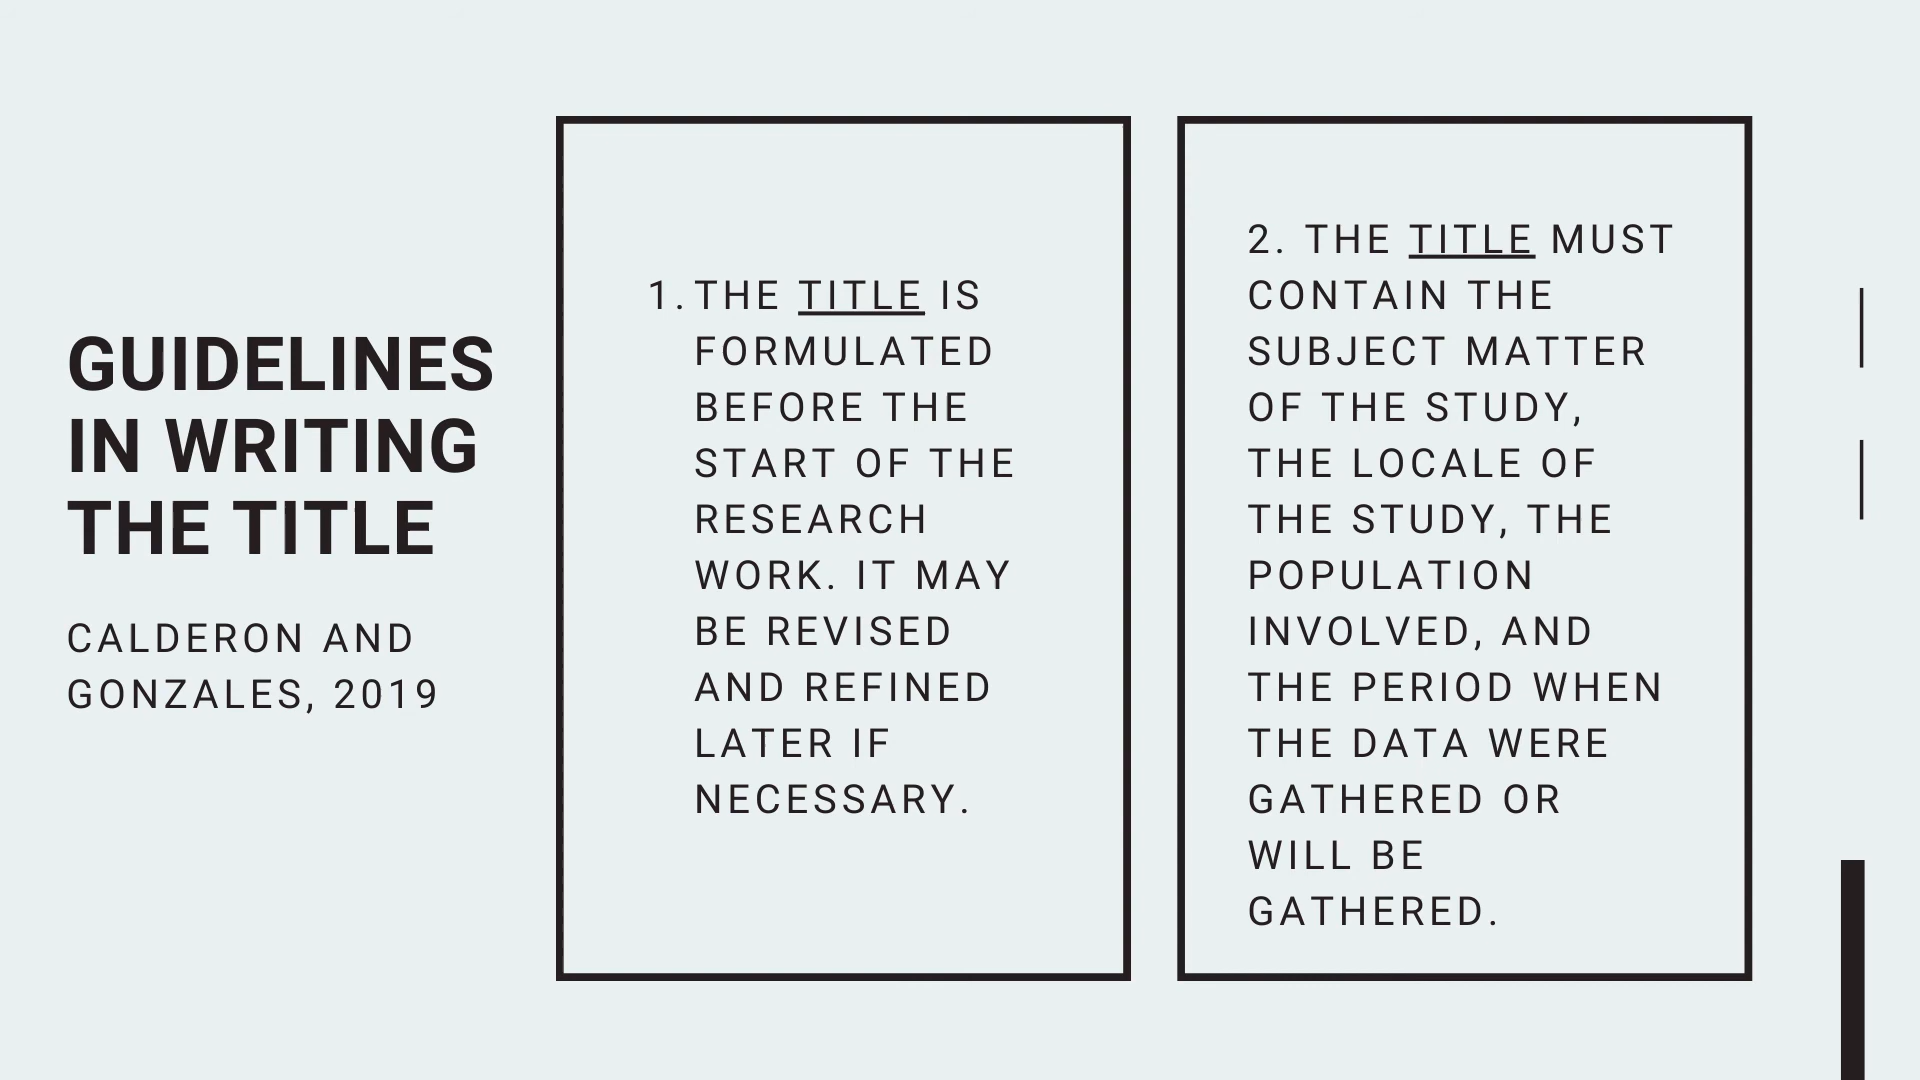 GUIDELINES
IN WRITING
THE TITLE
CALDERON AND
GONZALES, 2019
1. THE TITLE IS
FORMULATED
BEFORE THE
START OF THE
RESEARCH
WORK. IT MAY
BE REVISED
AND REFINED
LATER IF
NECESSARY.
2. THE TITLE MUST
CONTAIN THE
SUBJECT MATTER
OF THE STUDY,
THE LOCALE OF
THE STUDY, THE
POPULATION
INVOLVED, AND
THE PERIOD WHEN
THE DATA WERE
GATHERED OR
WILL BE
GATHERED.